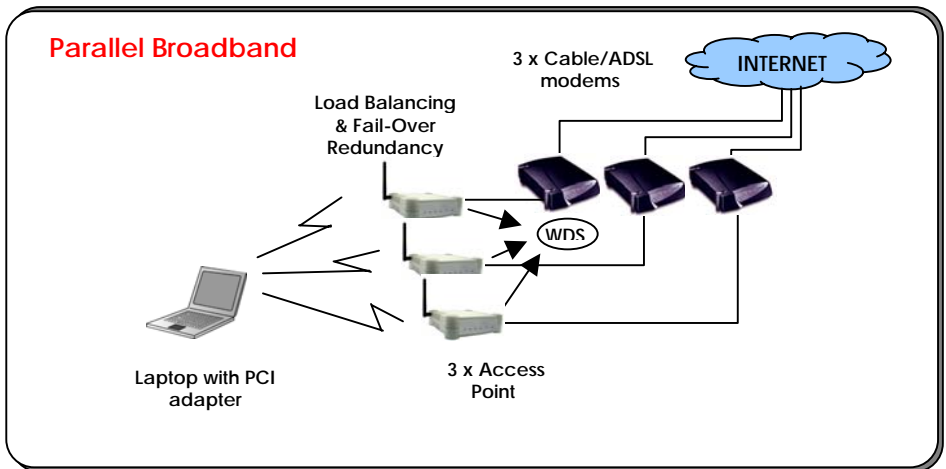 Parallel Broadband
3 x Cable/ADSL
modems
INTERNET
Load Balancing
& Fail-Over
Redundancy
WDS
Laptop with PCI
adapter
3 x Access
Point